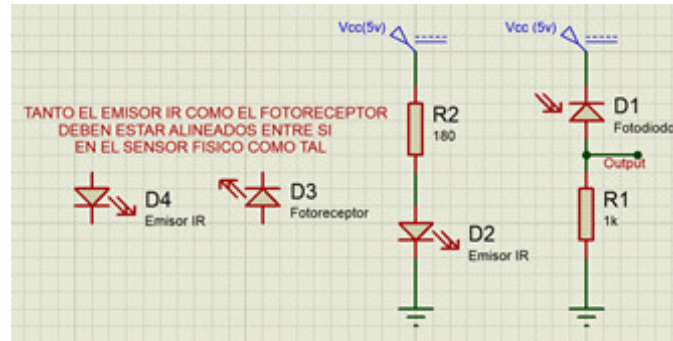 Vcc(5v)
Vcc (5v)
TANTO EL EMISOR IR COMO EL FOTORECEPTOR
DEBEN ESTAR ALINEADOS ENTRE SI
EN EL SENSOR FISICO COMO TAL
R2
180
D1
Fotodiodo
Output
D4
Emisor IR
D3
Fotoreceptor
R1
1k
D2
Emisor IR